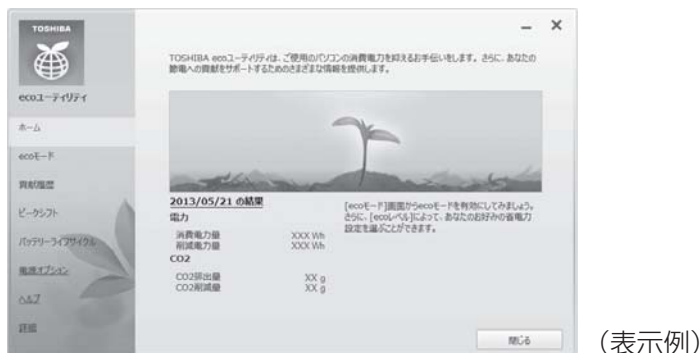 TOSHIBA
ecoユーティリティ
ホーム
ecoモード
貢献履歴
ピークシフト
バッテリーライフサイクル
電源オプション
ヘルプ
詳細
TOSHIBA ecoユーティリティは、ご使用のパソコンの消費電力を抑えるお手伝いをします。さらに、あなたの
節電への貢献をサポートするためのさまざまな情報を提供します。
2013/05/21 の結果
電力
消費電力量 XXX Wh
削減電力量 XXX Wh
CO2
CO2排出量 XX g
CO2削減量 XX g
[ecoモード]画面からecoモードを有効にしてみましょう。
さらに、[ecoレベル]によって、あなたのお好みの省電力
設定を選ぶことができます。
閉じる
（表示例）